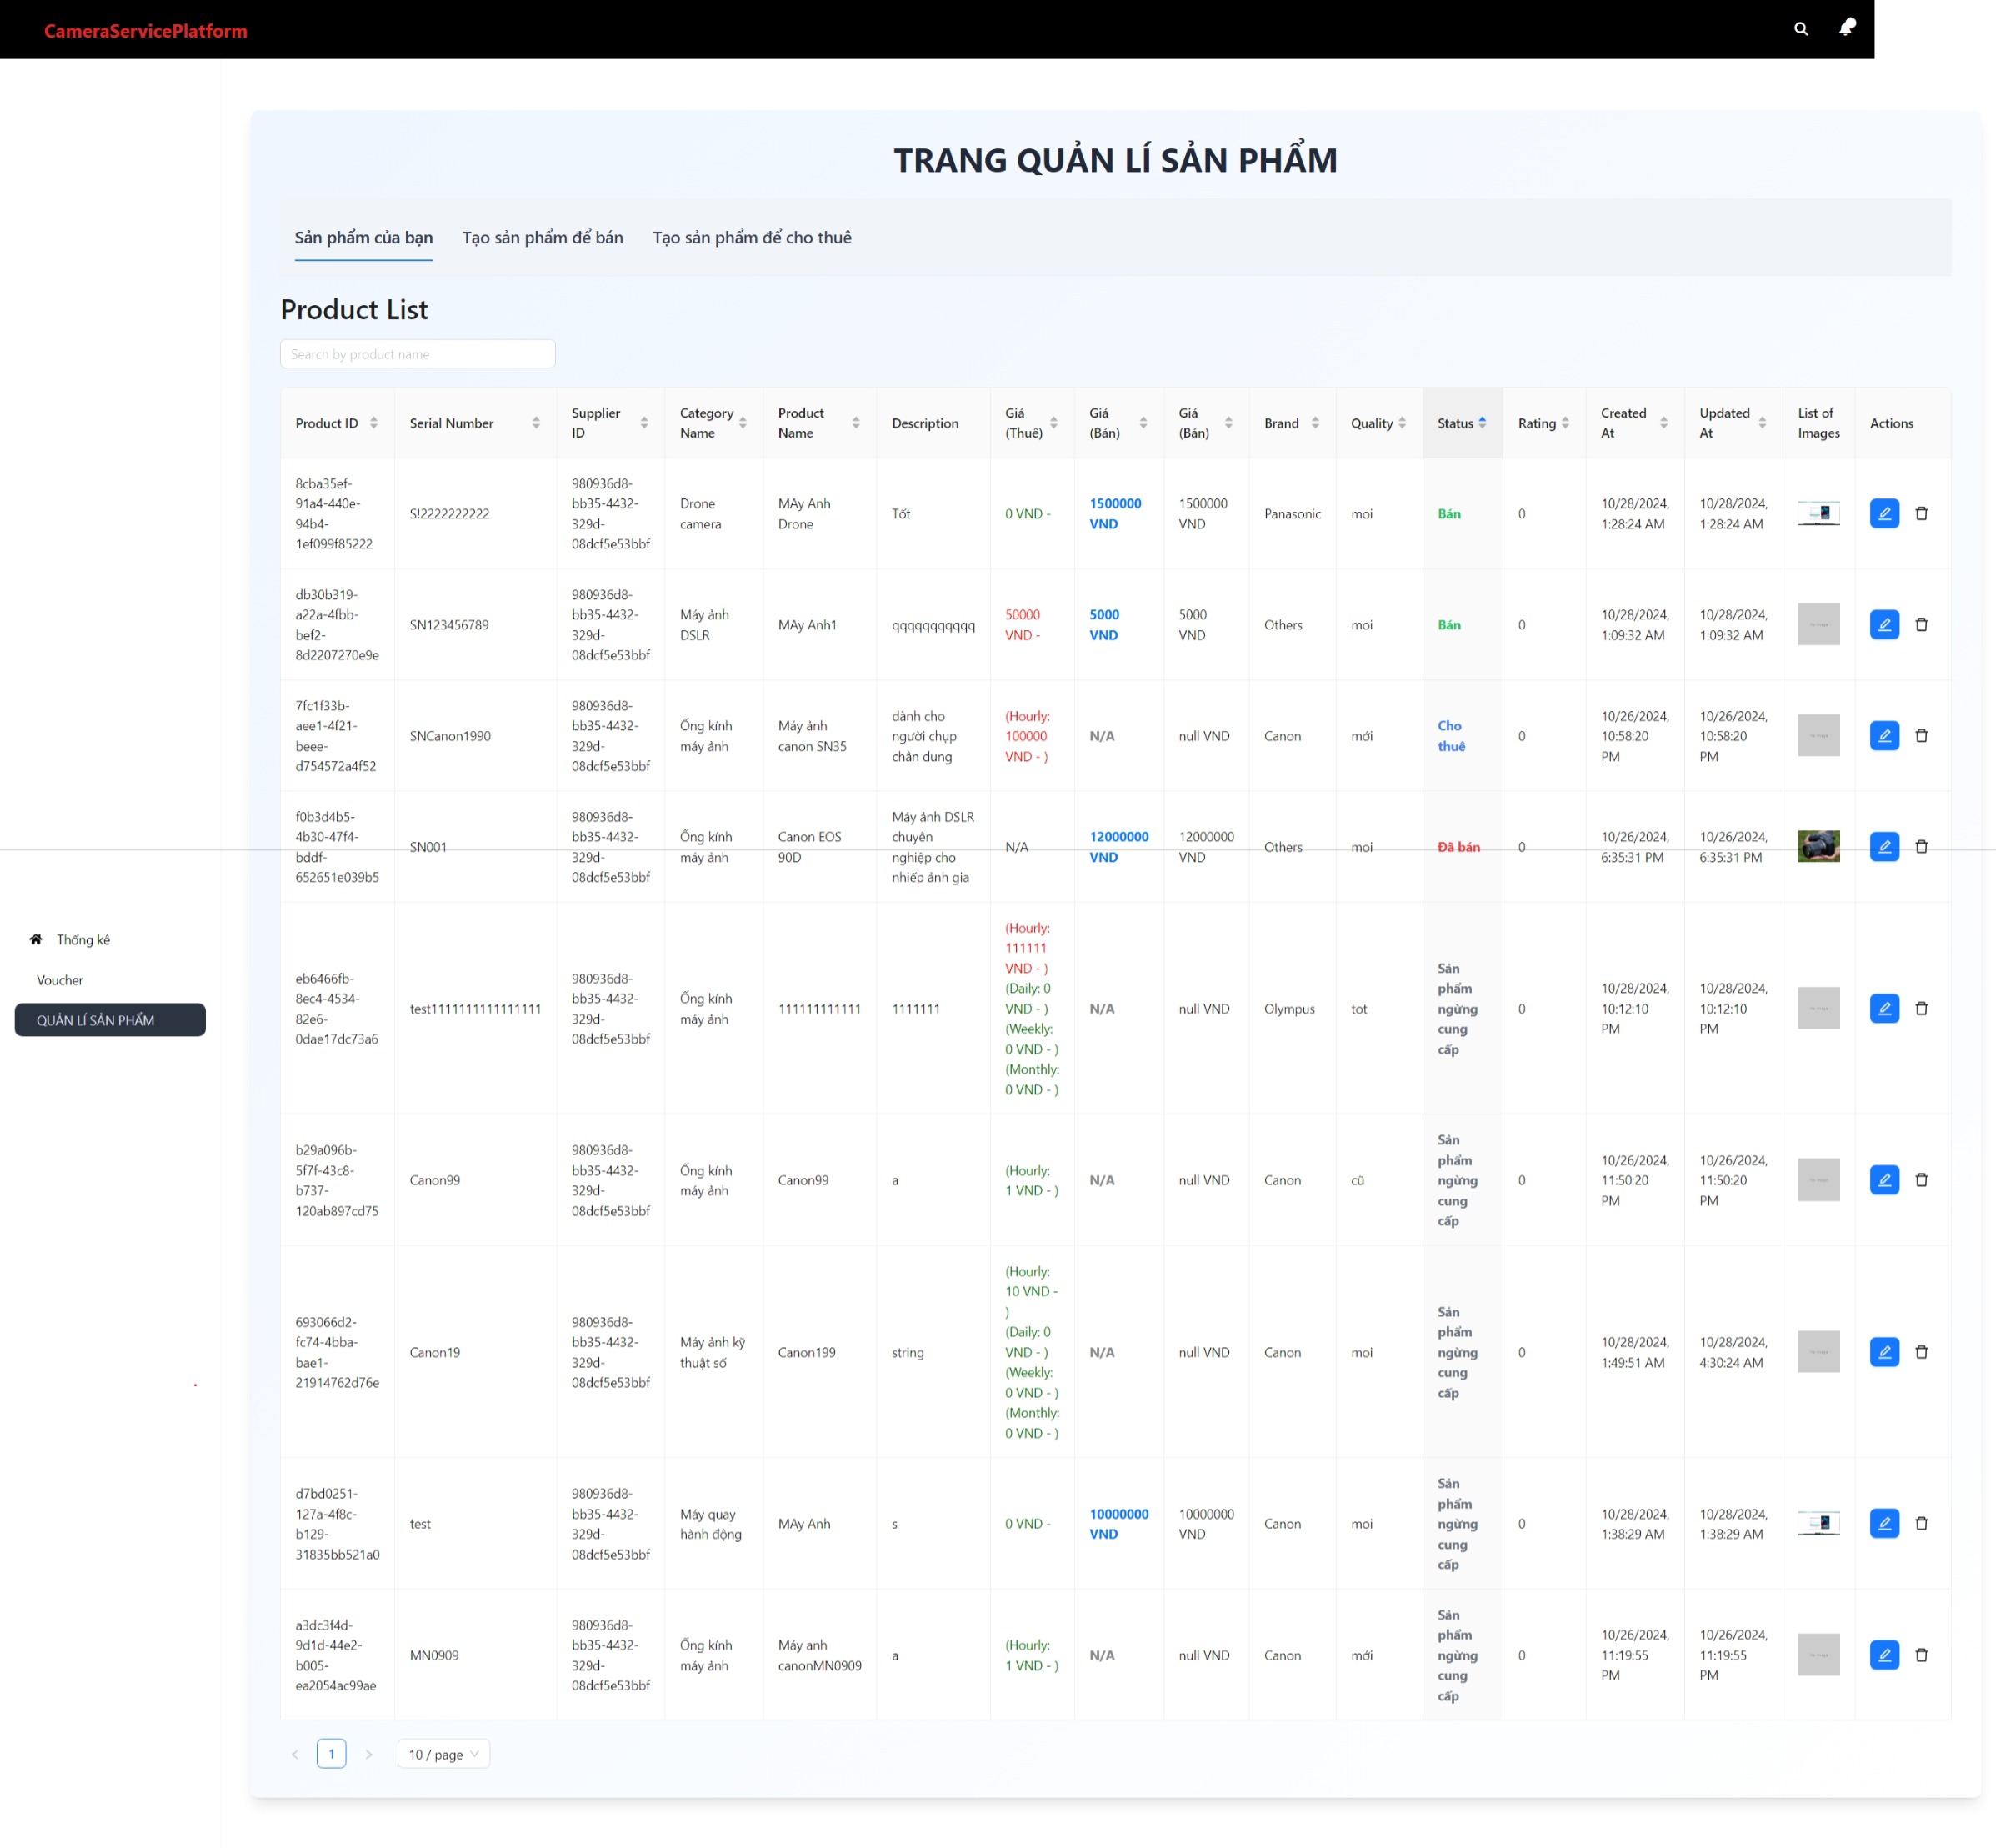 CameraServicePlatform
TRANG QUẢN LÍ SẢN PHẨM
Sản phẩm của bạn Tạo sản phẩm để bán Tạo sản phẩm để cho thuê
Product List
Search by product name
Product ID Serial Number Supplier ID Category Name Product Name Description Giá (Thuê) Giá (Bán) Giá (Bán) Brand Quality Status Rating Created At Updated At List of Images Actions
8cba35ef-91a4-440e-94b4-1ef099f85222 S!2222222222 980936d8-bb35-4432-329d-08dcf5e53bbf Drone camera MAy Anh Drone Tốt 0 VND - 1500000 VND 1500000 VND Panasonic moi Bán 0 10/28/2024, 1:28:24 AM 10/28/2024, 1:28:24 AM
db30b319-a22a-4fbb-bef2-8d2207270e9e SN123456789 980936d8-bb35-4432-329d-08dcf5e53bbf Máy ảnh DSLR MAy Anh1 qqqqqqqqqqq 50000 VND - 5000 VND 5000 VND Others moi Bán 0 10/28/2024, 1:09:32 AM 10/28/2024, 1:09:32 AM
7fc1f33b-aee1-4f21-beee-d754572a4f52 SNCanon1990 980936d8-bb35-4432-329d-08dcf5e53bbf Ống kính máy ảnh Máy ảnh canon SN35 dành cho người chụp chân dung (Hourly: 100000 VND - ) N/A null VND Canon mới Cho thuê 0 10/26/2024, 10:58:20 PM 10/26/2024, 10:58:20 PM
f0b3d4b5-4b30-47f4-bddf-652651e039b5 SN001 980936d8-bb35-4432-329d-08dcf5e53bbf Ống kính máy ảnh Canon EOS 90D Máy ảnh DSLR chuyên nghiệp cho nhiếp ảnh gia N/A 12000000 VND 12000000 VND Others moi Đã bán 0 10/26/2024, 6:35:31 PM 10/26/2024, 6:35:31 PM
Thống kê
Voucher
QUẢN LÍ SẢN PHẨM
eb6466fb-8ec4-4534-82e6-0dae17dc73a6 test1111111111111111 980936d8-bb35-4432-329d-08dcf5e53bbf Ống kính máy ảnh 111111111111 1111111 (Hourly: 111111 VND - ) (Daily: 0 VND - ) (Weekly: 0 VND - ) (Monthly: 0 VND - ) N/A null VND Olympus tot Sản phẩm ngừng cung cấp 0 10/28/2024, 10:12:10 PM 10/28/2024, 10:12:10 PM
b29a096b-5f7f-43c8-b737-120ab897cd75 Canon99 980936d8-bb35-4432-329d-08dcf5e53bbf Ống kính máy ảnh Canon99 a (Hourly: 1 VND - ) N/A null VND Canon cũ Sản phẩm ngừng cung cấp 0 10/26/2024, 11:50:20 PM 10/26/2024, 11:50:20 PM
693066d2-fc74-4bba-bae1-21914762d76e Canon19 980936d8-bb35-4432-329d-08dcf5e53bbf Máy ảnh kỹ thuật số Canon199 string (Hourly: 10 VND - ) (Daily: 0 VND - ) (Weekly: 0 VND - ) (Monthly: 0 VND - ) N/A null VND Canon moi Sản phẩm ngừng cung cấp 0 10/28/2024, 1:49:51 AM 10/28/2024, 4:30:24 AM
d7bd0251-127a-4f8c-b129-31835bb521a0 test 980936d8-bb35-4432-329d-08dcf5e53bbf Máy quay hành động MAy Anh s 0 VND - 10000000 VND 10000000 VND Canon moi Sản phẩm ngừng cung cấp 0 10/28/2024, 1:38:29 AM 10/28/2024, 1:38:29 AM
a3dc3f4d-9d1d-44e2-b005-ea2054ac99ae MN0909 980936d8-bb35-4432-329d-08dcf5e53bbf Ống kính máy ảnh Máy anh canonMN0909 a (Hourly: 1 VND - ) N/A null VND Canon mới Sản phẩm ngừng cung cấp 0 10/26/2024, 11:19:55 PM 10/26/2024, 11:19:55 PM
< 1 > 10 / page